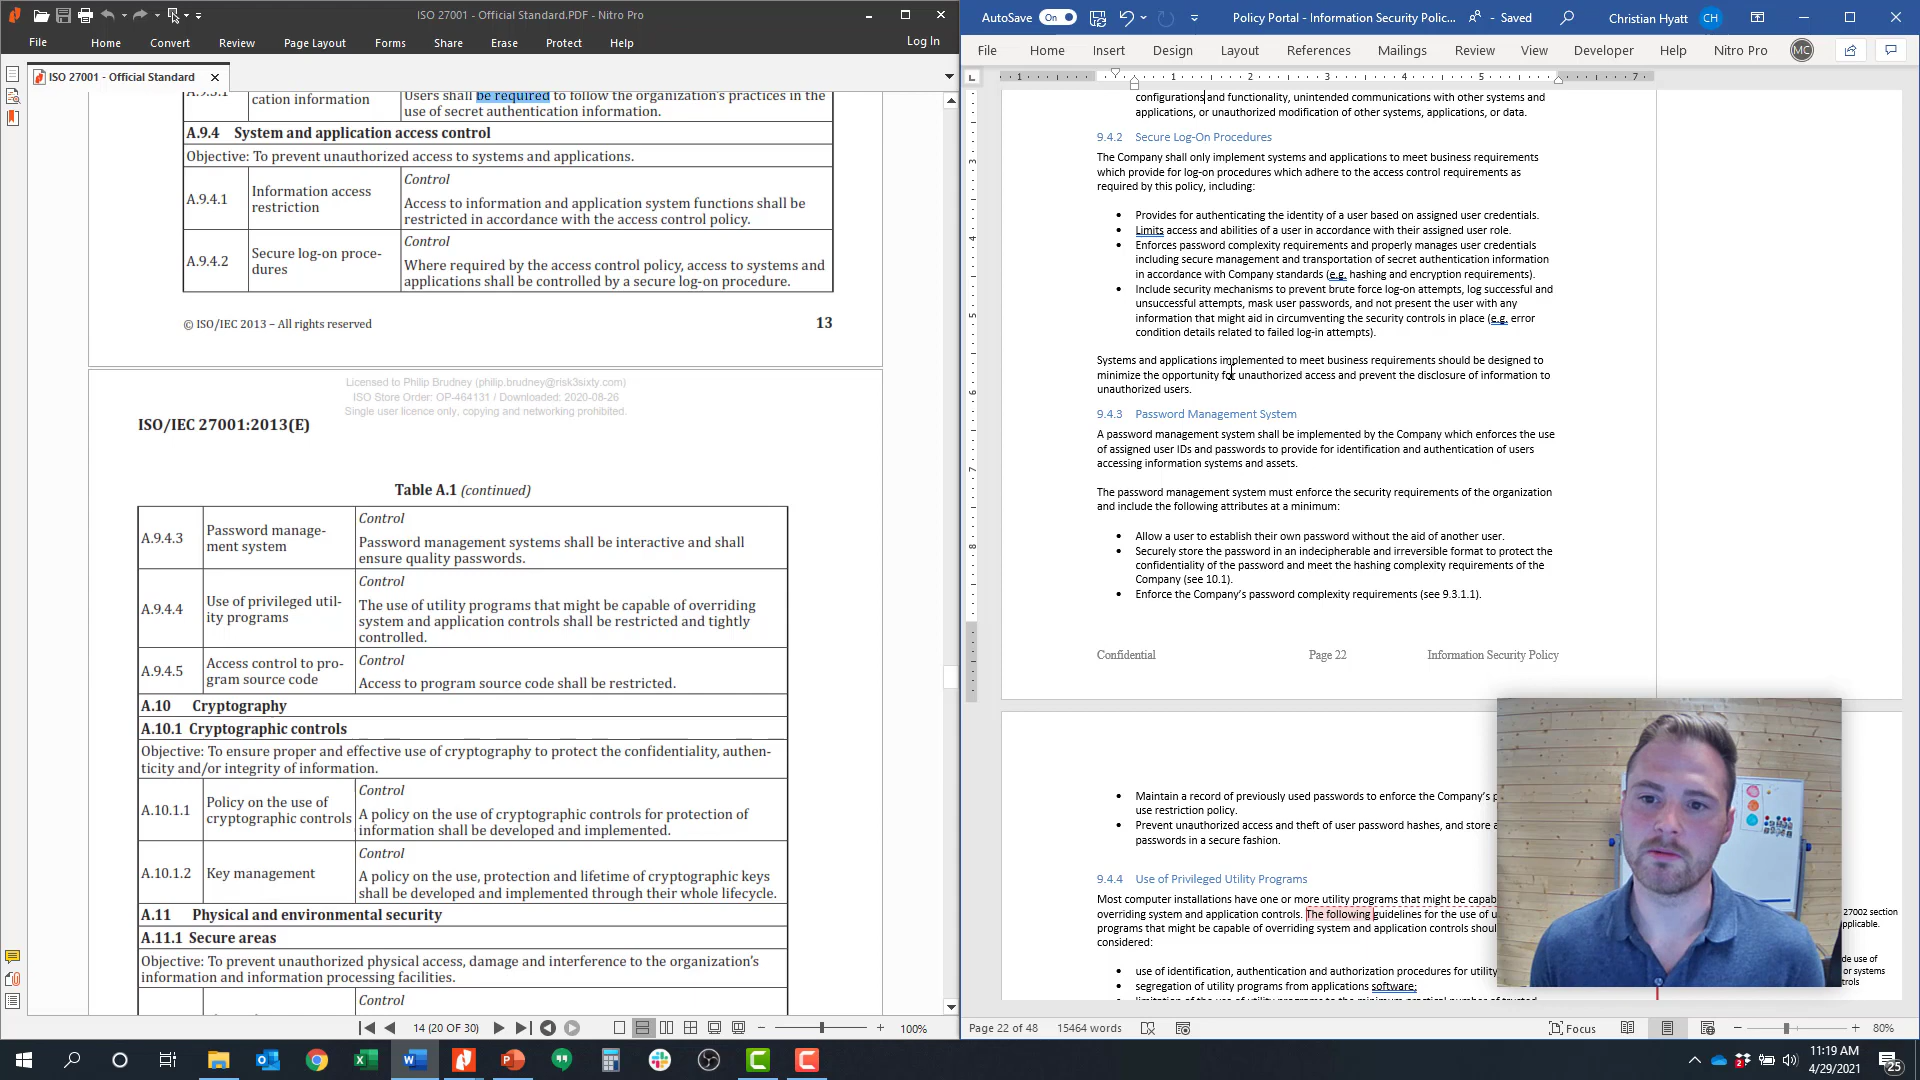 ISO 27001 - Official Standard.PDF - Nitro Pro
File Home Convert Review Page Layout Forms Share Erase Protect Help Log In
ISO 27001 - Official Standard
cation information
Users shall be required to follow the organization's practices in the
use of secret authentication information.
A.9.4 System and application access control
Objective: To prevent unauthorized access to systems and applications.
A.9.4.1
Information access
restriction
Control
Access to information and application system functions shall be
restricted in accordance with the access control policy.
A.9.4.2
Secure log-on proce-
dures
Control
Where required by the access control policy, access to systems and
applications shall be controlled by a secure log-on procedure.
© ISO/IEC 2013 – All rights reserved 13
Licensed to Philip Brudney (philip.brudney@risk3sixty.com)
ISO Store Order: OP-464131 / Downloaded: 2020-08-26
Single user licence only, copying and networking prohibited.
ISO/IEC 27001:2013(E)
Table A.1 (continued)
A.9.4.3
Password manage-
ment system
Control
Password management systems shall be interactive and shall
ensure quality passwords.
A.9.4.4
Use of privileged util-
ity programs
Control
The use of utility programs that might be capable of overriding
system and application controls shall be restricted and tightly
controlled.
A.9.4.5
Access control to pro-
gram source code
Control
Access to program source code shall be restricted.
A.10 Cryptography
A.10.1 Cryptographic controls
Objective: To ensure proper and effective use of cryptography to protect the confidentiality, authen-
ticity and/or integrity of information.
A.10.1.1
Policy on the use of
cryptographic controls
Control
A policy on the use of cryptographic controls for protection of
information shall be developed and implemented.
A.10.1.2
Key management
Control
A policy on the use, protection and lifetime of cryptographic keys
shall be developed and implemented through their whole lifecycle.
A.11 Physical and environmental security
A.11.1 Secure areas
Objective: To prevent unauthorized physical access, damage and interference to the organization's
information and information processing facilities.
Control
14 (20 OF 30)
100%
AutoSave On
Policy Portal - Information Security Polic... - Saved
Christian Hyatt CH
File Home Insert Design Layout References Mailings Review View Developer Help Nitro Pro MC
1 1 2 3 4 5 6 7
configurations and functionality, unintended communications with other systems and
applications, or unauthorized modification of other systems, applications, or data.
9.4.2 Secure Log-On Procedures
The Company shall only implement systems and applications to meet business requirements
which provide for log-on procedures which adhere to the access control requirements as
required by this policy, including:
• Provides for authenticating the identity of a user based on assigned user credentials.
• Limits access and abilities of a user in accordance with their assigned user role.
• Enforces password complexity requirements and properly manages user credentials
including secure management and transportation of secret authentication information
in accordance with Company standards (e.g. hashing and encryption requirements).
• Include security mechanisms to prevent brute force log-on attempts, log successful and
unsuccessful attempts, mask user passwords, and not present the user with any
information that might aid in circumventing the security controls in place (e.g. error
condition details related to failed log-in attempts).
Systems and applications implemented to meet business requirements should be designed to
minimize the opportunity for unauthorized access and prevent the disclosure of information to
unauthorized users.
9.4.3 Password Management System
A password management system shall be implemented by the Company which enforces the use
of assigned user IDs and passwords to provide for identification and authentication of users
accessing information systems and assets.
The password management system must enforce the security requirements of the organization
and include the following attributes at a minimum:
• Allow a user to establish their own password without the aid of another user.
• Securely store the password in an indecipherable and irreversible format to protect the
confidentiality of the password and meet the hashing complexity requirements of the
Company (see 10.1).
• Enforce the Company's password complexity requirements (see 9.3.1.1).
Confidential Page 22 Information Security Policy
• Maintain a record of previously used passwords to enforce the Company's p
use restriction policy.
• Prevent unauthorized access and theft of user password hashes, and store a
passwords in a secure fashion.
9.4.4 Use of Privileged Utility Programs
Most computer installations have one or more utility programs that might be capab
overriding system and application controls. The following guidelines for the use of u
programs that might be capable of overriding system and application controls shou
considered:
• use of identification, authentication and authorization procedures for utility
• segregation of utility programs from applications software;
27002 section
pplicable.
de use of
or systems
ntrols
Page 22 of 48 15464 words
Focus
80%
11:19 AM
4/29/2021
25